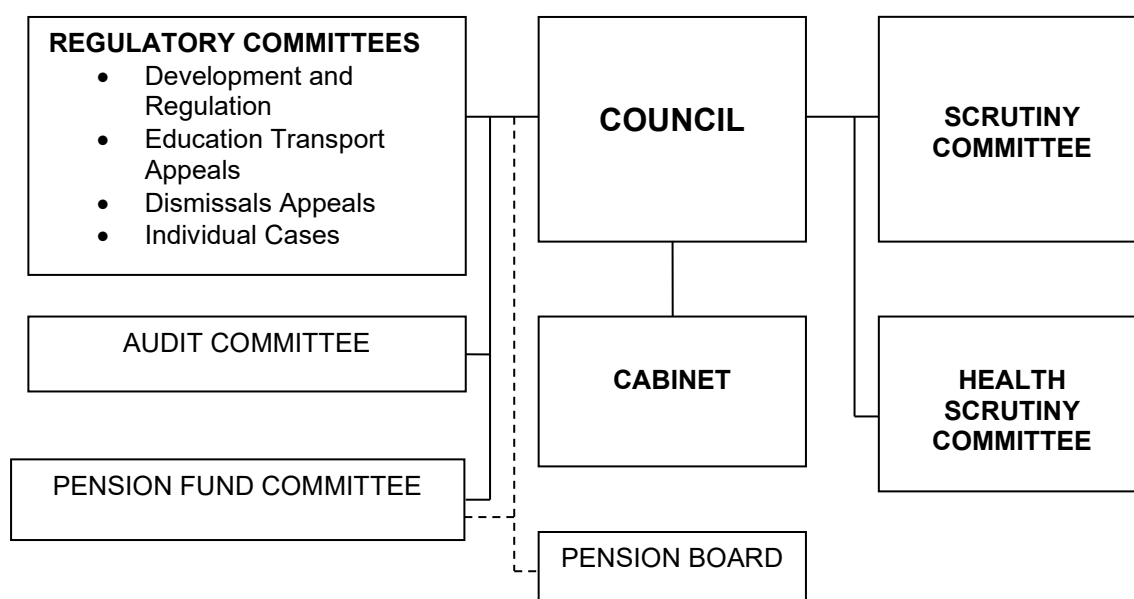 REGULATORY COMMITTEES
• Development and
Regulation
• Education Transport
Appeals
• Dismissals Appeals
• Individual Cases
COUNCIL
SCRUTINY
COMMITTEE
AUDIT COMMITTEE
CABINET
HEALTH
SCRUTINY
COMMITTEE
PENSION FUND COMMITTEE
PENSION BOARD